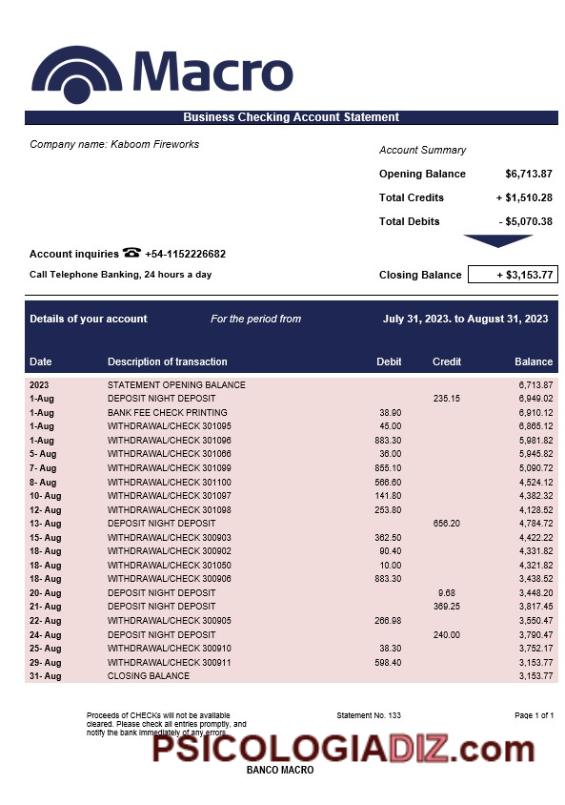 Macro
Business Checking Account Statement
Company name: Kaboom Fireworks
Account Summary
Opening Balance $6,713.87
Total Credits + $1,510.28
Total Debits - $5,070.38
Account inquiries ☎ +54-1152226682
Call Telephone Banking, 24 hours a day
Closing Balance + $3,153.77
Details of your account For the period from July 31, 2023. to August 31, 2023
Date Description of transaction Debit Credit Balance
2023 STATEMENT OPENING BALANCE 6,713.87
1-Aug DEPOSIT NIGHT DEPOSIT 235.15 6,949.02
1-Aug BANK FEE CHECK PRINTING 38.90 6,910.12
1-Aug WITHDRAWAL/CHECK 301095 45.00 6,865.12
1-Aug WITHDRAWAL/CHECK 301096 883.30 5,981.82
5- Aug WITHDRAWAL/CHECK 301066 36.00 5,945.82
7- Aug WITHDRAWAL/CHECK 301099 855.10 5,090.72
8- Aug WITHDRAWAL/CHECK 301100 566.60 4,524.12
10- Aug WITHDRAWAL/CHECK 301097 141.80 4,382.32
12- Aug WITHDRAWAL/CHECK 301098 253.80 4,128.52
13- Aug DEPOSIT NIGHT DEPOSIT 656.20 4,784.72
15- Aug WITHDRAWAL/CHECK 300903 362.50 4,422.22
18- Aug WITHDRAWAL/CHECK 300902 90.40 4,331.82
18- Aug WITHDRAWAL/CHECK 301050 10.00 4,321.82
18- Aug WITHDRAWAL/CHECK 300906 883.30 3,438.52
20- Aug DEPOSIT NIGHT DEPOSIT 9.68 3,448.20
21- Aug DEPOSIT NIGHT DEPOSIT 369.25 3,817.45
22- Aug WITHDRAWAL/CHECK 300905 266.98 3,550.47
24- Aug DEPOSIT NIGHT DEPOSIT 240.00 3,790.47
25- Aug WITHDRAWAL/CHECK 300910 38.30 3,752.17
29- Aug WITHDRAWAL/CHECK 300911 598.40 3,153.77
31- Aug CLOSING BALANCE 3,153.77
Proceeds of CHECKs will not be available Statement No. 133 Page 1 of 1
cleared. Please check all entries promptly, and
notify the bank immediately of any errors.
PSICOLOGIADIZ.com
BANCO MACRO